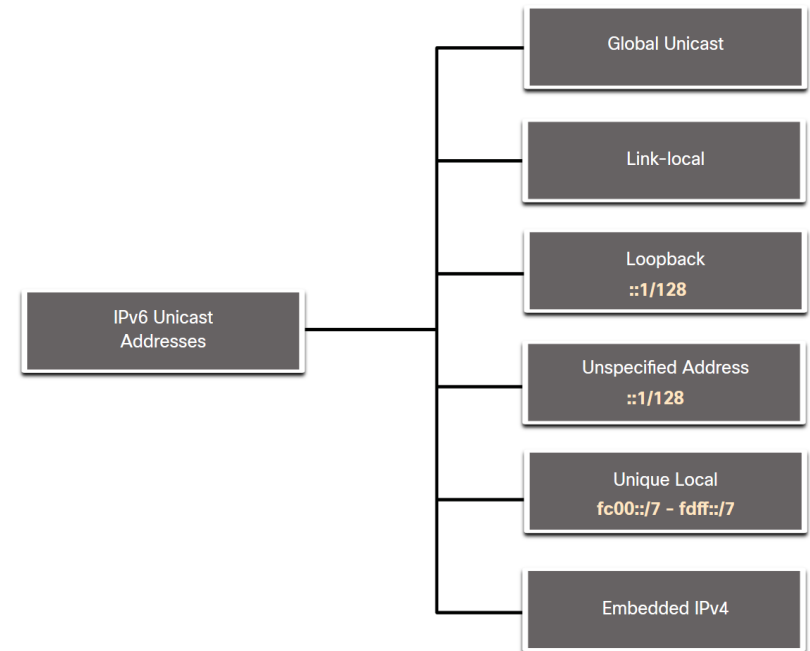 Global Unicast
Link-local
Loopback
::1/128
IPv6 Unicast
Addresses
Unspecified Address
::1/128
Unique Local
fc00::/7 - fdff::/7
Embedded IPv4